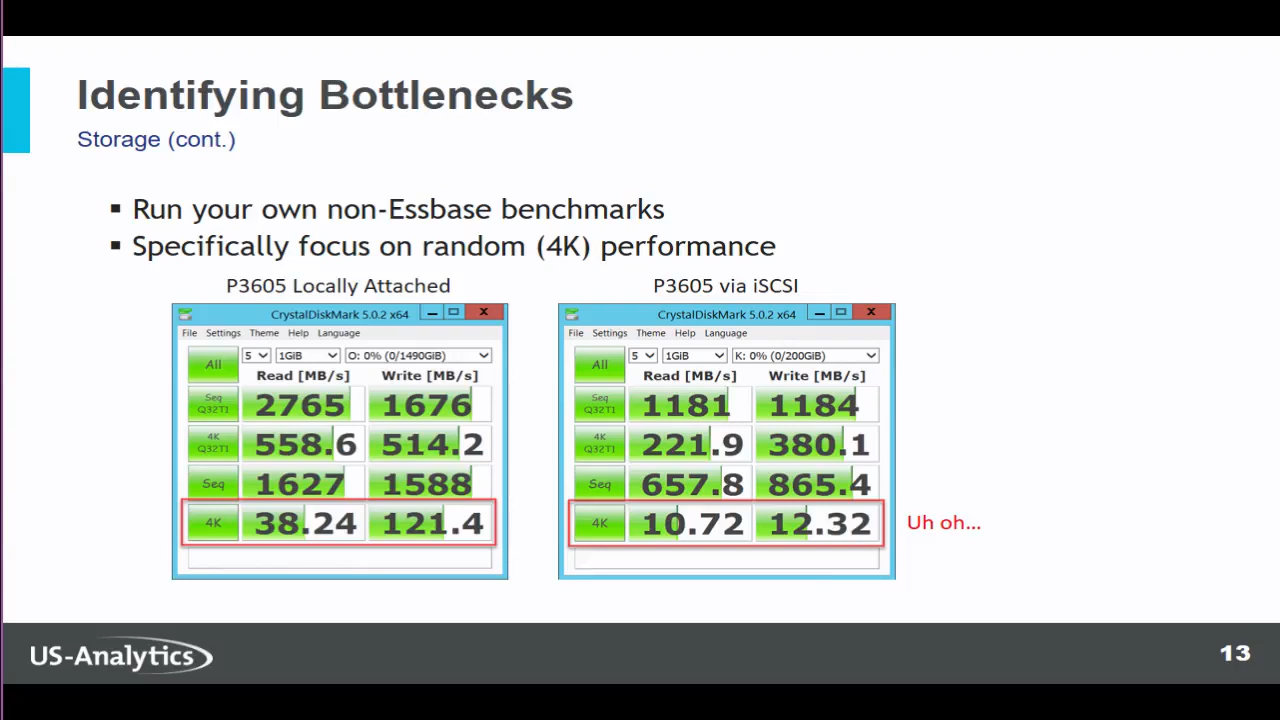 Identifying Bottlenecks
Storage (cont.)
▪ Run your own non-Essbase benchmarks
▪ Specifically focus on random (4K) performance
P3605 Locally Attached
CrystalDiskMark 5.0.2 x64
File Settings Theme Help Language
All 5 1GiB O: 0% (0/1490GiB)
Read [MB/s] Write [MB/s]
Seq Q32T1 2765 1676
4K Q32T1 558.6 514.2
Seq 1627 1588
4K 38.24 121.4
P3605 via iSCSI
CrystalDiskMark 5.0.2 x64
File Settings Theme Help Language
All 5 1GiB K: 0% (0/200GiB)
Read [MB/s] Write [MB/s]
Seq Q32T1 1181 1184
4K Q32T1 221.9 380.1
Seq 657.8 865.4
4K 10.72 12.32
Uh oh...
US-Analytics
13